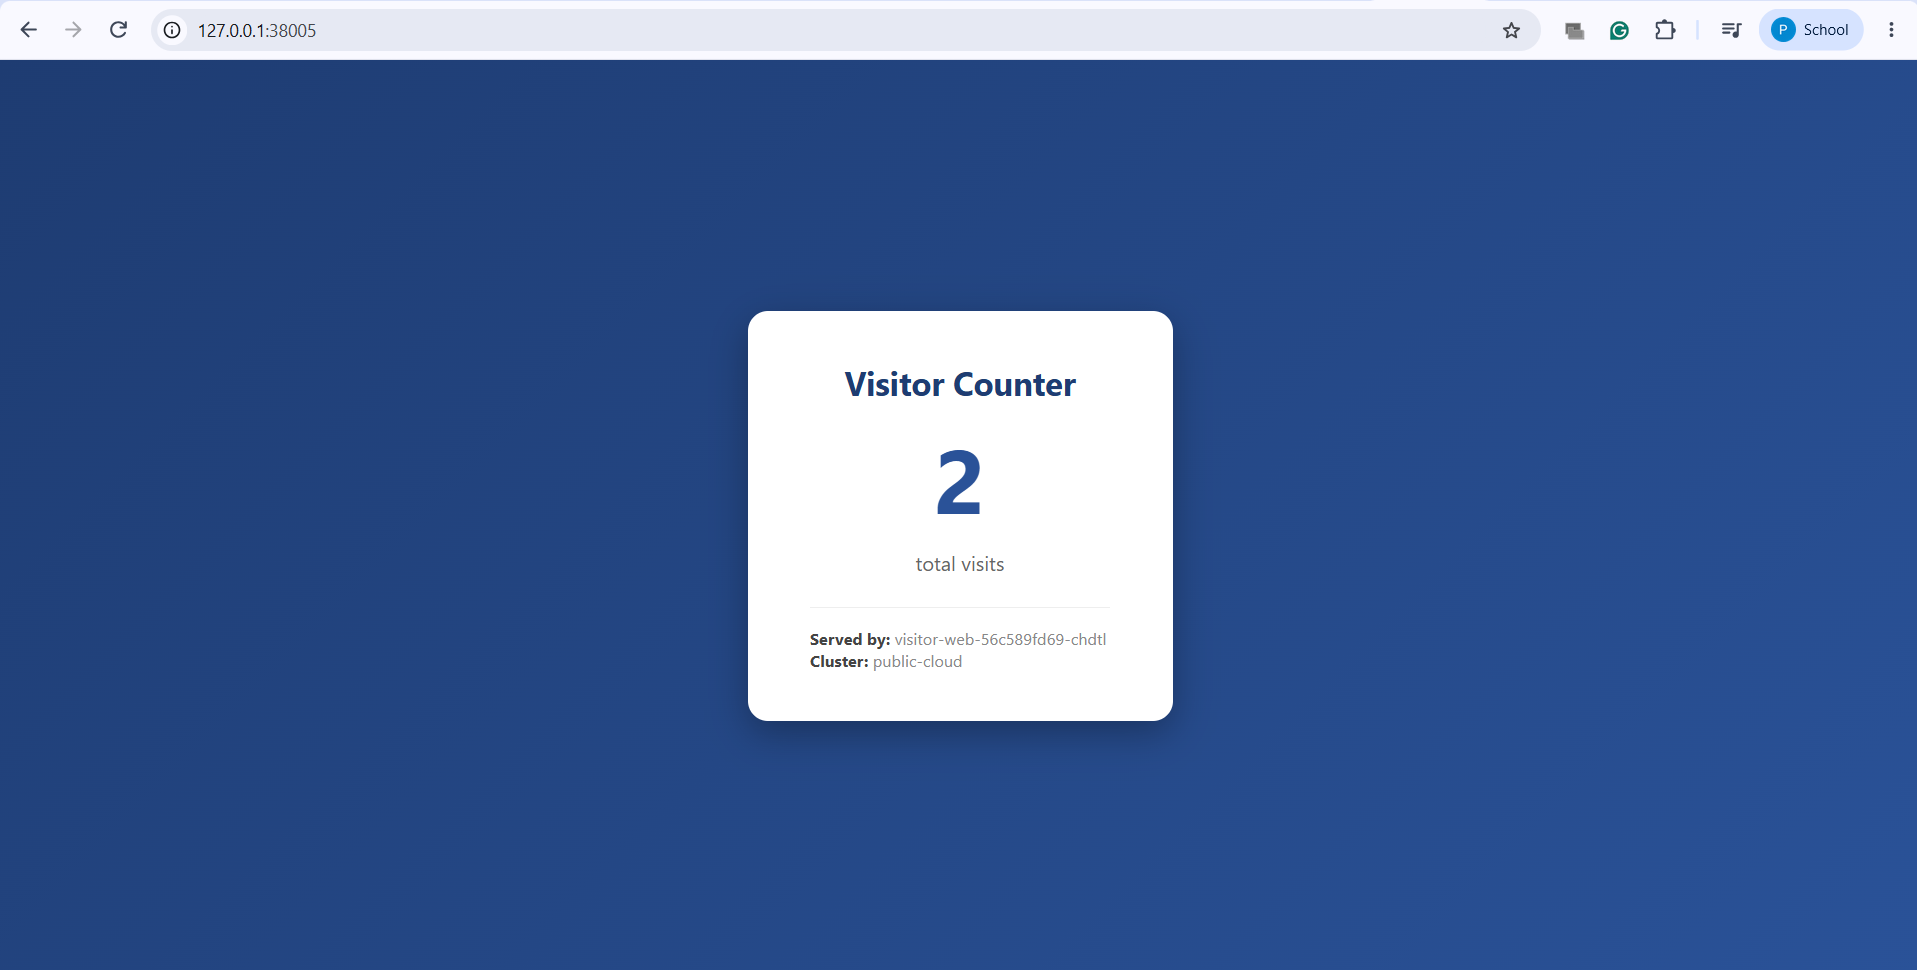 127.0.0.1:38005
P School
Visitor Counter
2
total visits
Served by: visitor-web-56c589fd69-chdtl
Cluster: public-cloud